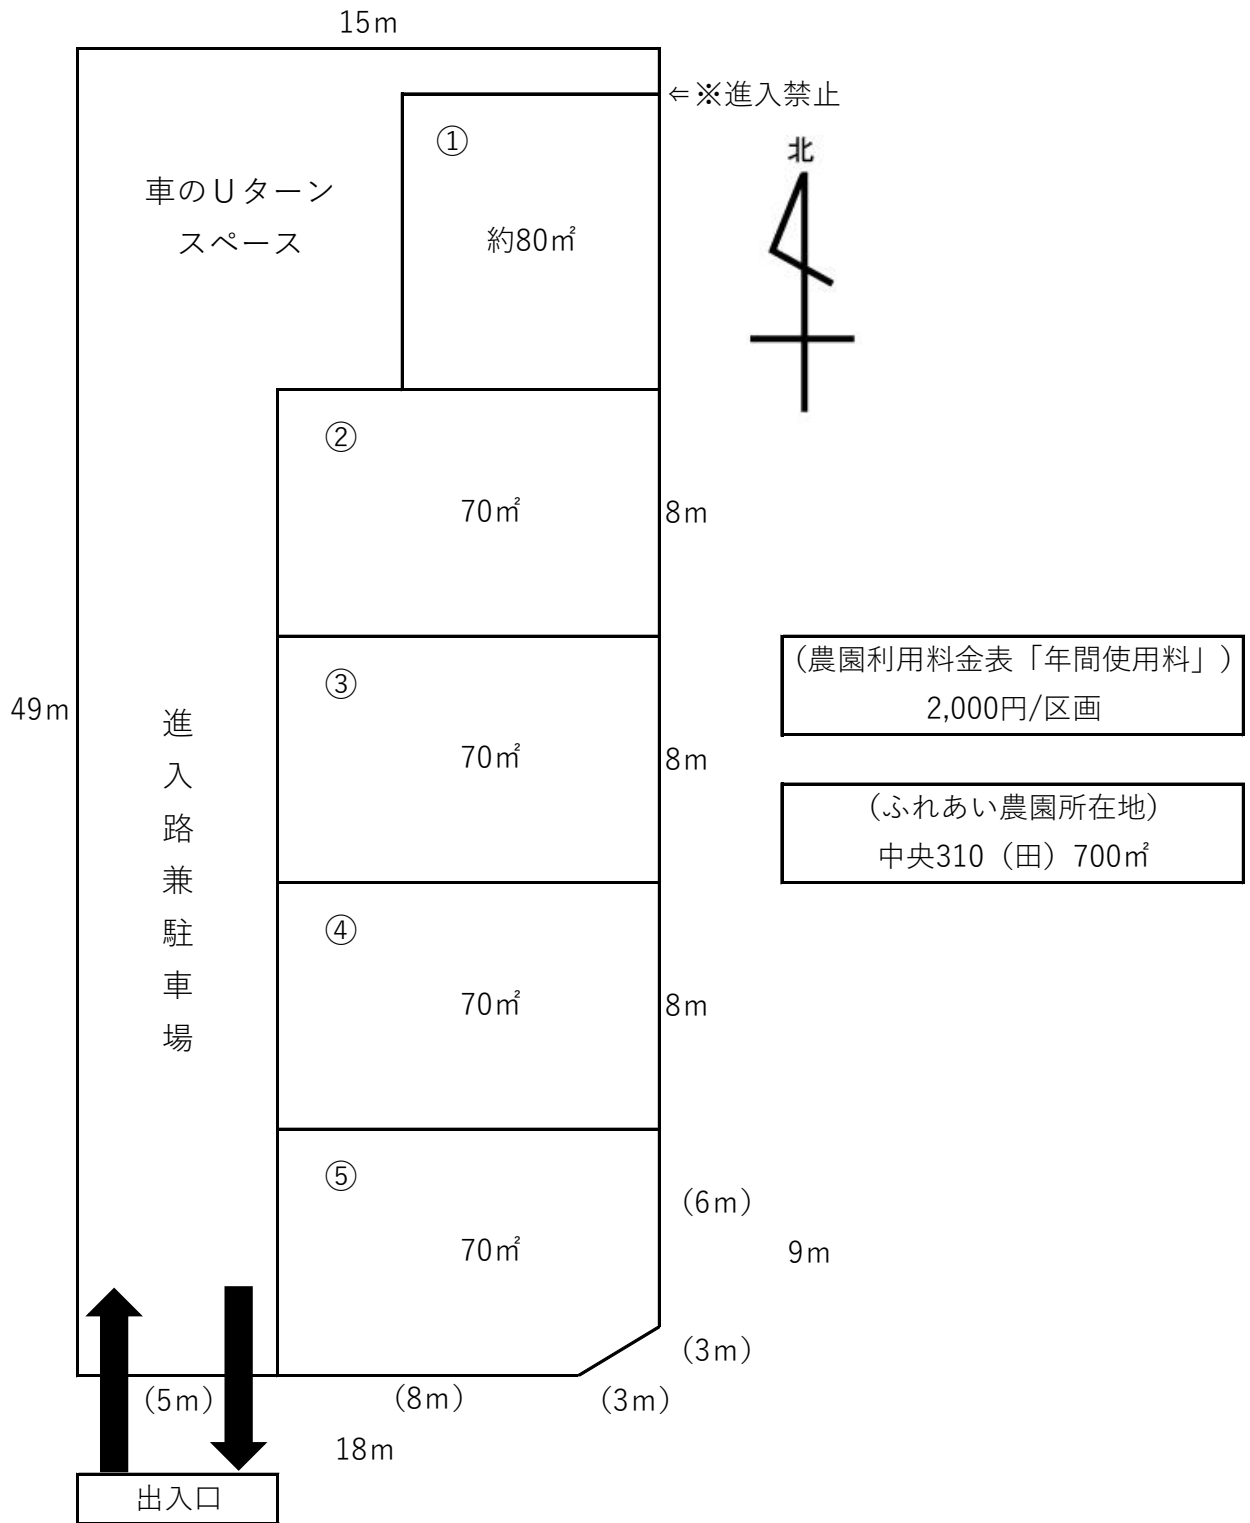 15m
⇐※進入禁止
北
①
車のUターン
スペース
約80㎡
②
70㎡
8m
③
70㎡
8m
(農園利用料金表「年間使用料」)
2,000円/区画
49m
進入路兼駐車場
(ふれあい農園所在地)
中央310（田）700㎡
④
70㎡
8m
⑤
70㎡
(6m)
9m
(3m)
(5m)
(8m)
(3m)
18m
出入口